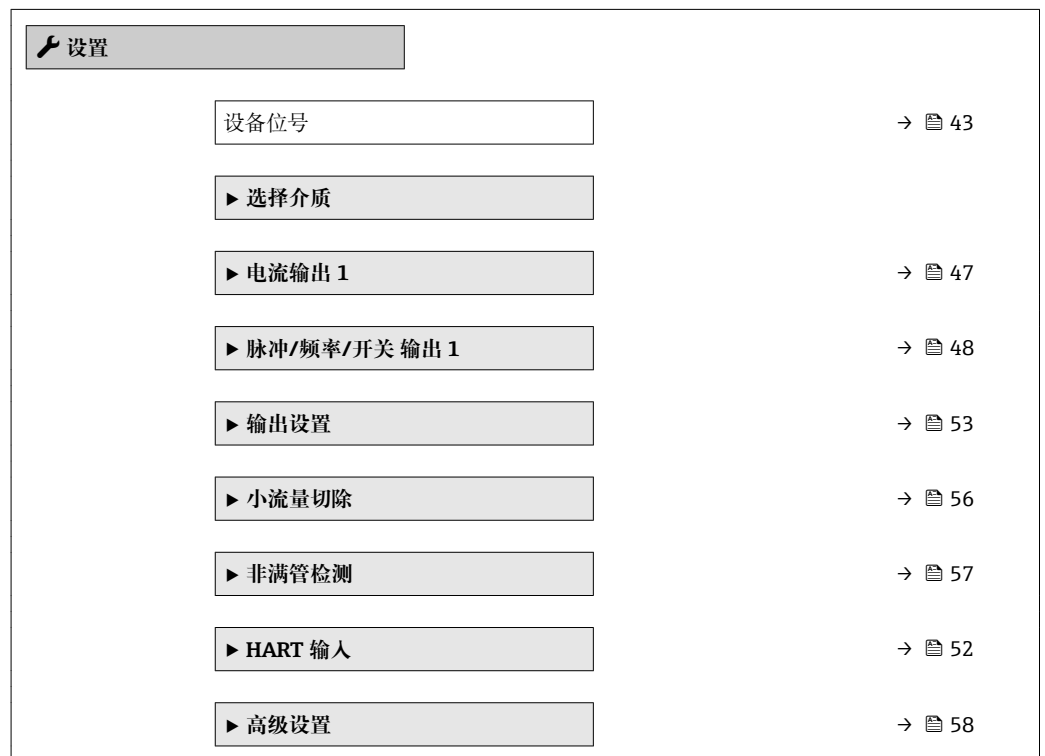 设置
设备位号 → 43
▶ 选择介质
▶ 电流输出 1 → 47
▶ 脉冲/频率/开关 输出 1 → 48
▶ 输出设置 → 53
▶ 小流量切除 → 56
▶ 非满管检测 → 57
▶ HART 输入 → 52
▶ 高级设置 → 58